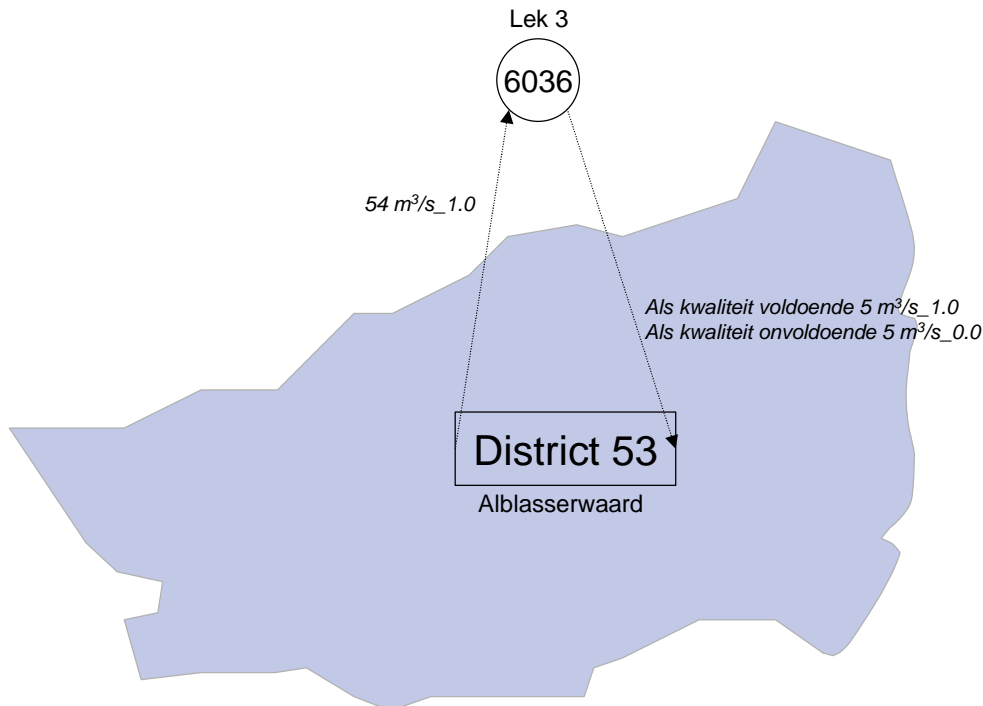 Lek 3
6036
54 m³/s_1.0
Als kwaliteit voldoende 5 m³/s_1.0
Als kwaliteit onvoldoende 5 m³/s_0.0
District 53
Alblasserwaard